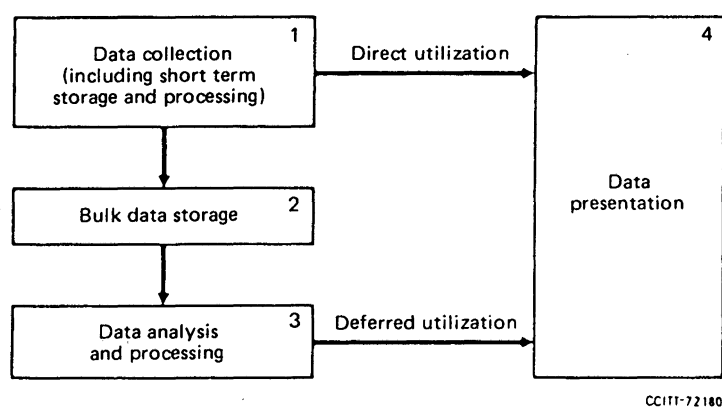 1
Data collection
(including short term
storage and processing)
Direct utilization
4
Data
presentation
2
Bulk data storage
3
Data analysis
and processing
Deferred utilization
CCITT-72180